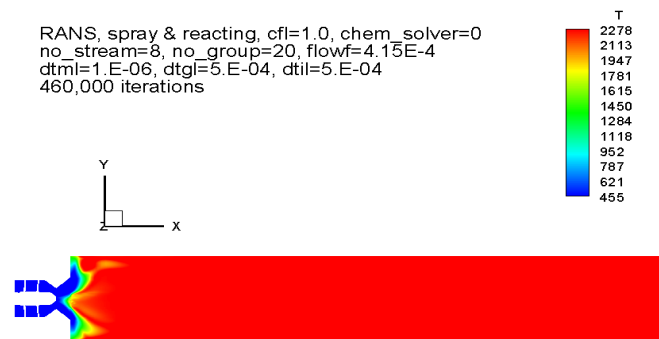 RANS, spray & reacting, cfl=1.0, chem_solver=0
no_stream=8, no_group=20, flowf=4.15E-4
dtml=1.E-06, dtgl=5.E-04, dtil=5.E-04
460,000 iterations
T
2278
2113
1947
1781
1615
1450
1284
1118
952
787
621
455
Y
Z
X